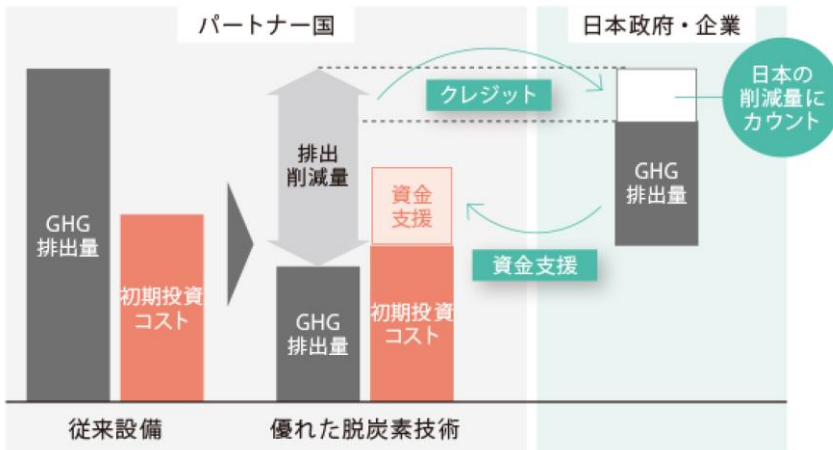 パートナー国
日本政府・企業
GHG
排出量
初期投資
コスト
従来設備
排出
削減量
GHG
排出量
資金
支援
初期投資
コスト
優れた脱炭素技術
クレジット
資金支援
GHG
排出量
日本の
削減量に
カウント